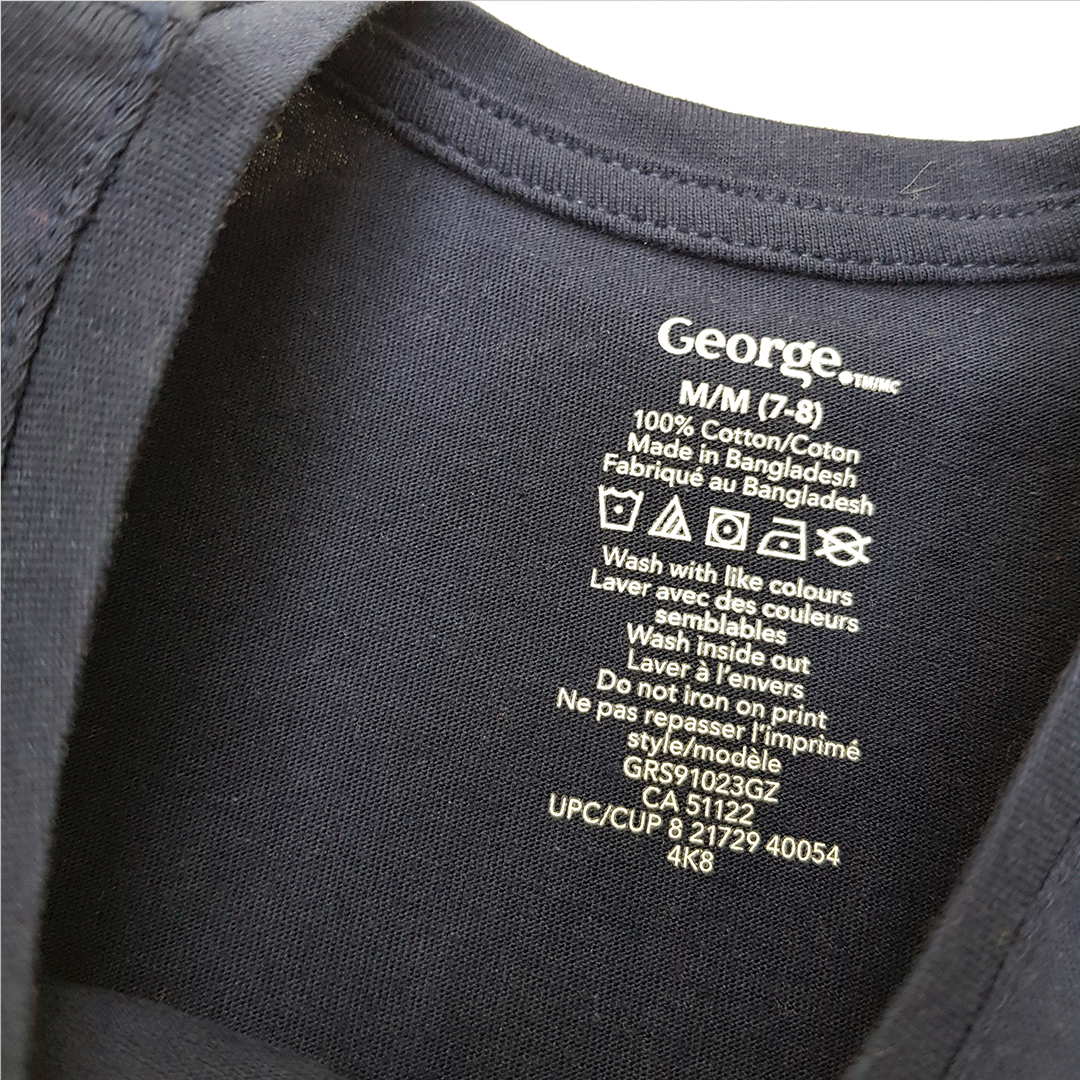 George.TM/MC
M/M (7-8)
100% Cotton/Coton
Made in Bangladesh
Fabriqué au Bangladesh
Wash with like colours
Laver avec des couleurs
semblables
Wash inside out
Laver à l'envers
Do not iron on print
Ne pas repasser l'imprimé
style/modèle
GRS91023GZ
CA 51122
UPC/CUP 8 21729 40054
4K8